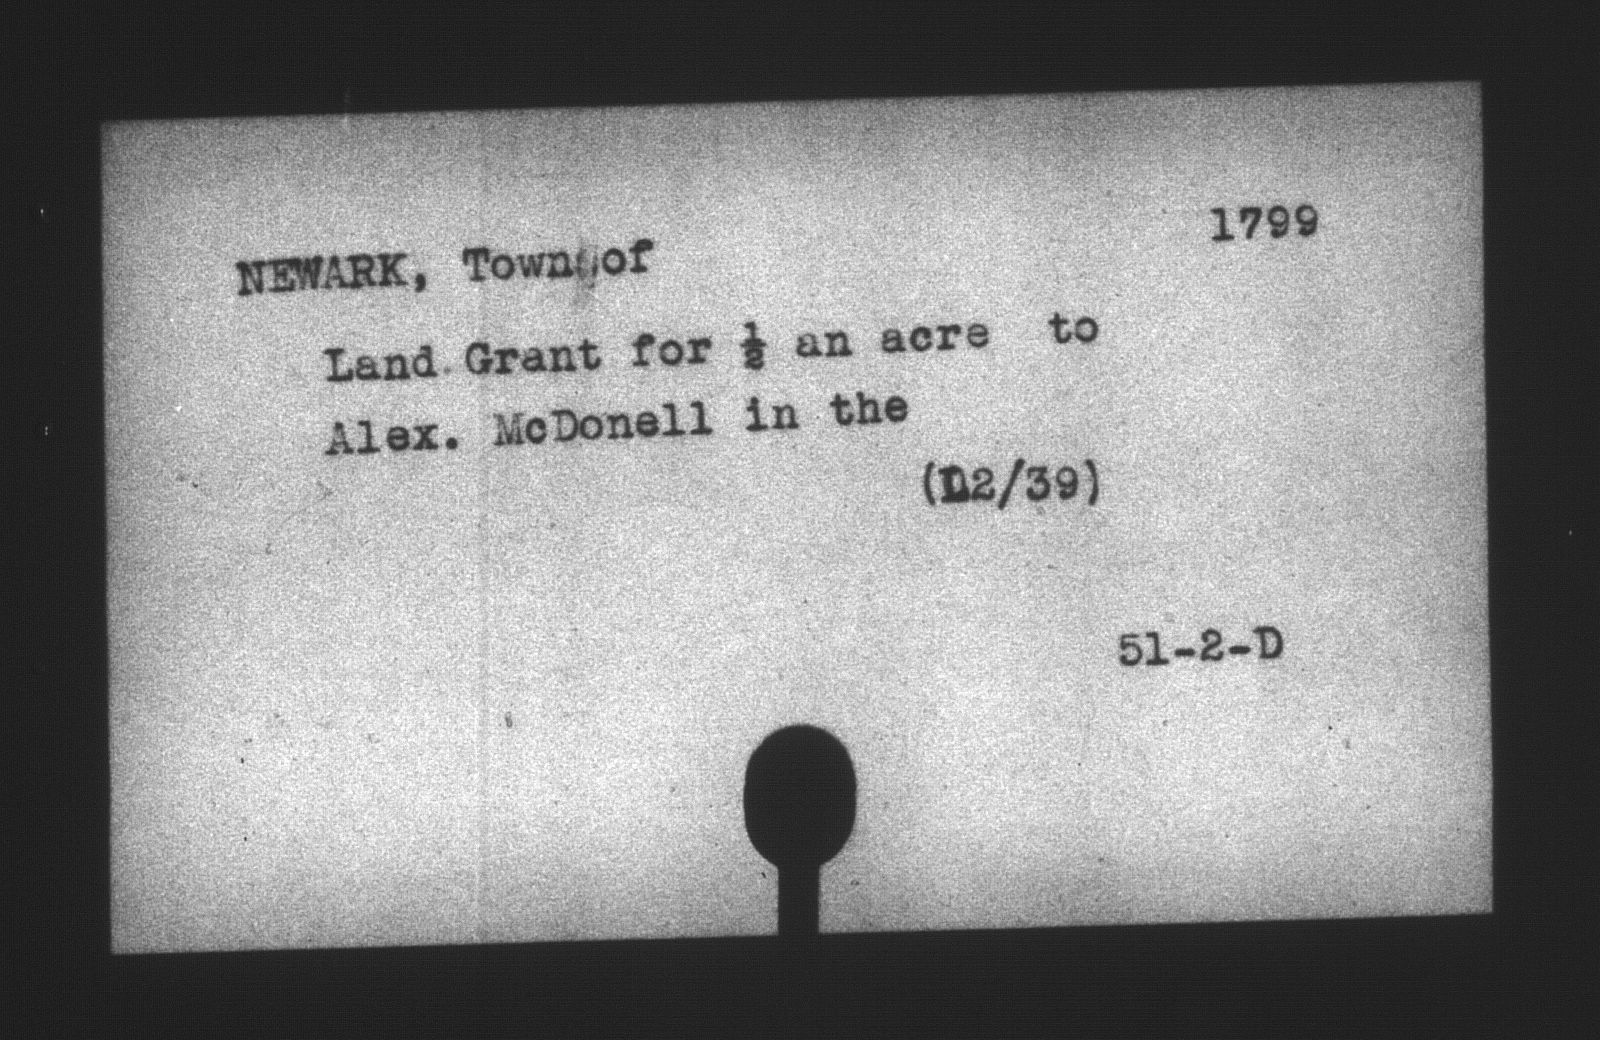 1799
NEWARK, Town of
Land Grant for ½ an acre to
Alex. McDonell in the
(D2/39)
51-2-D